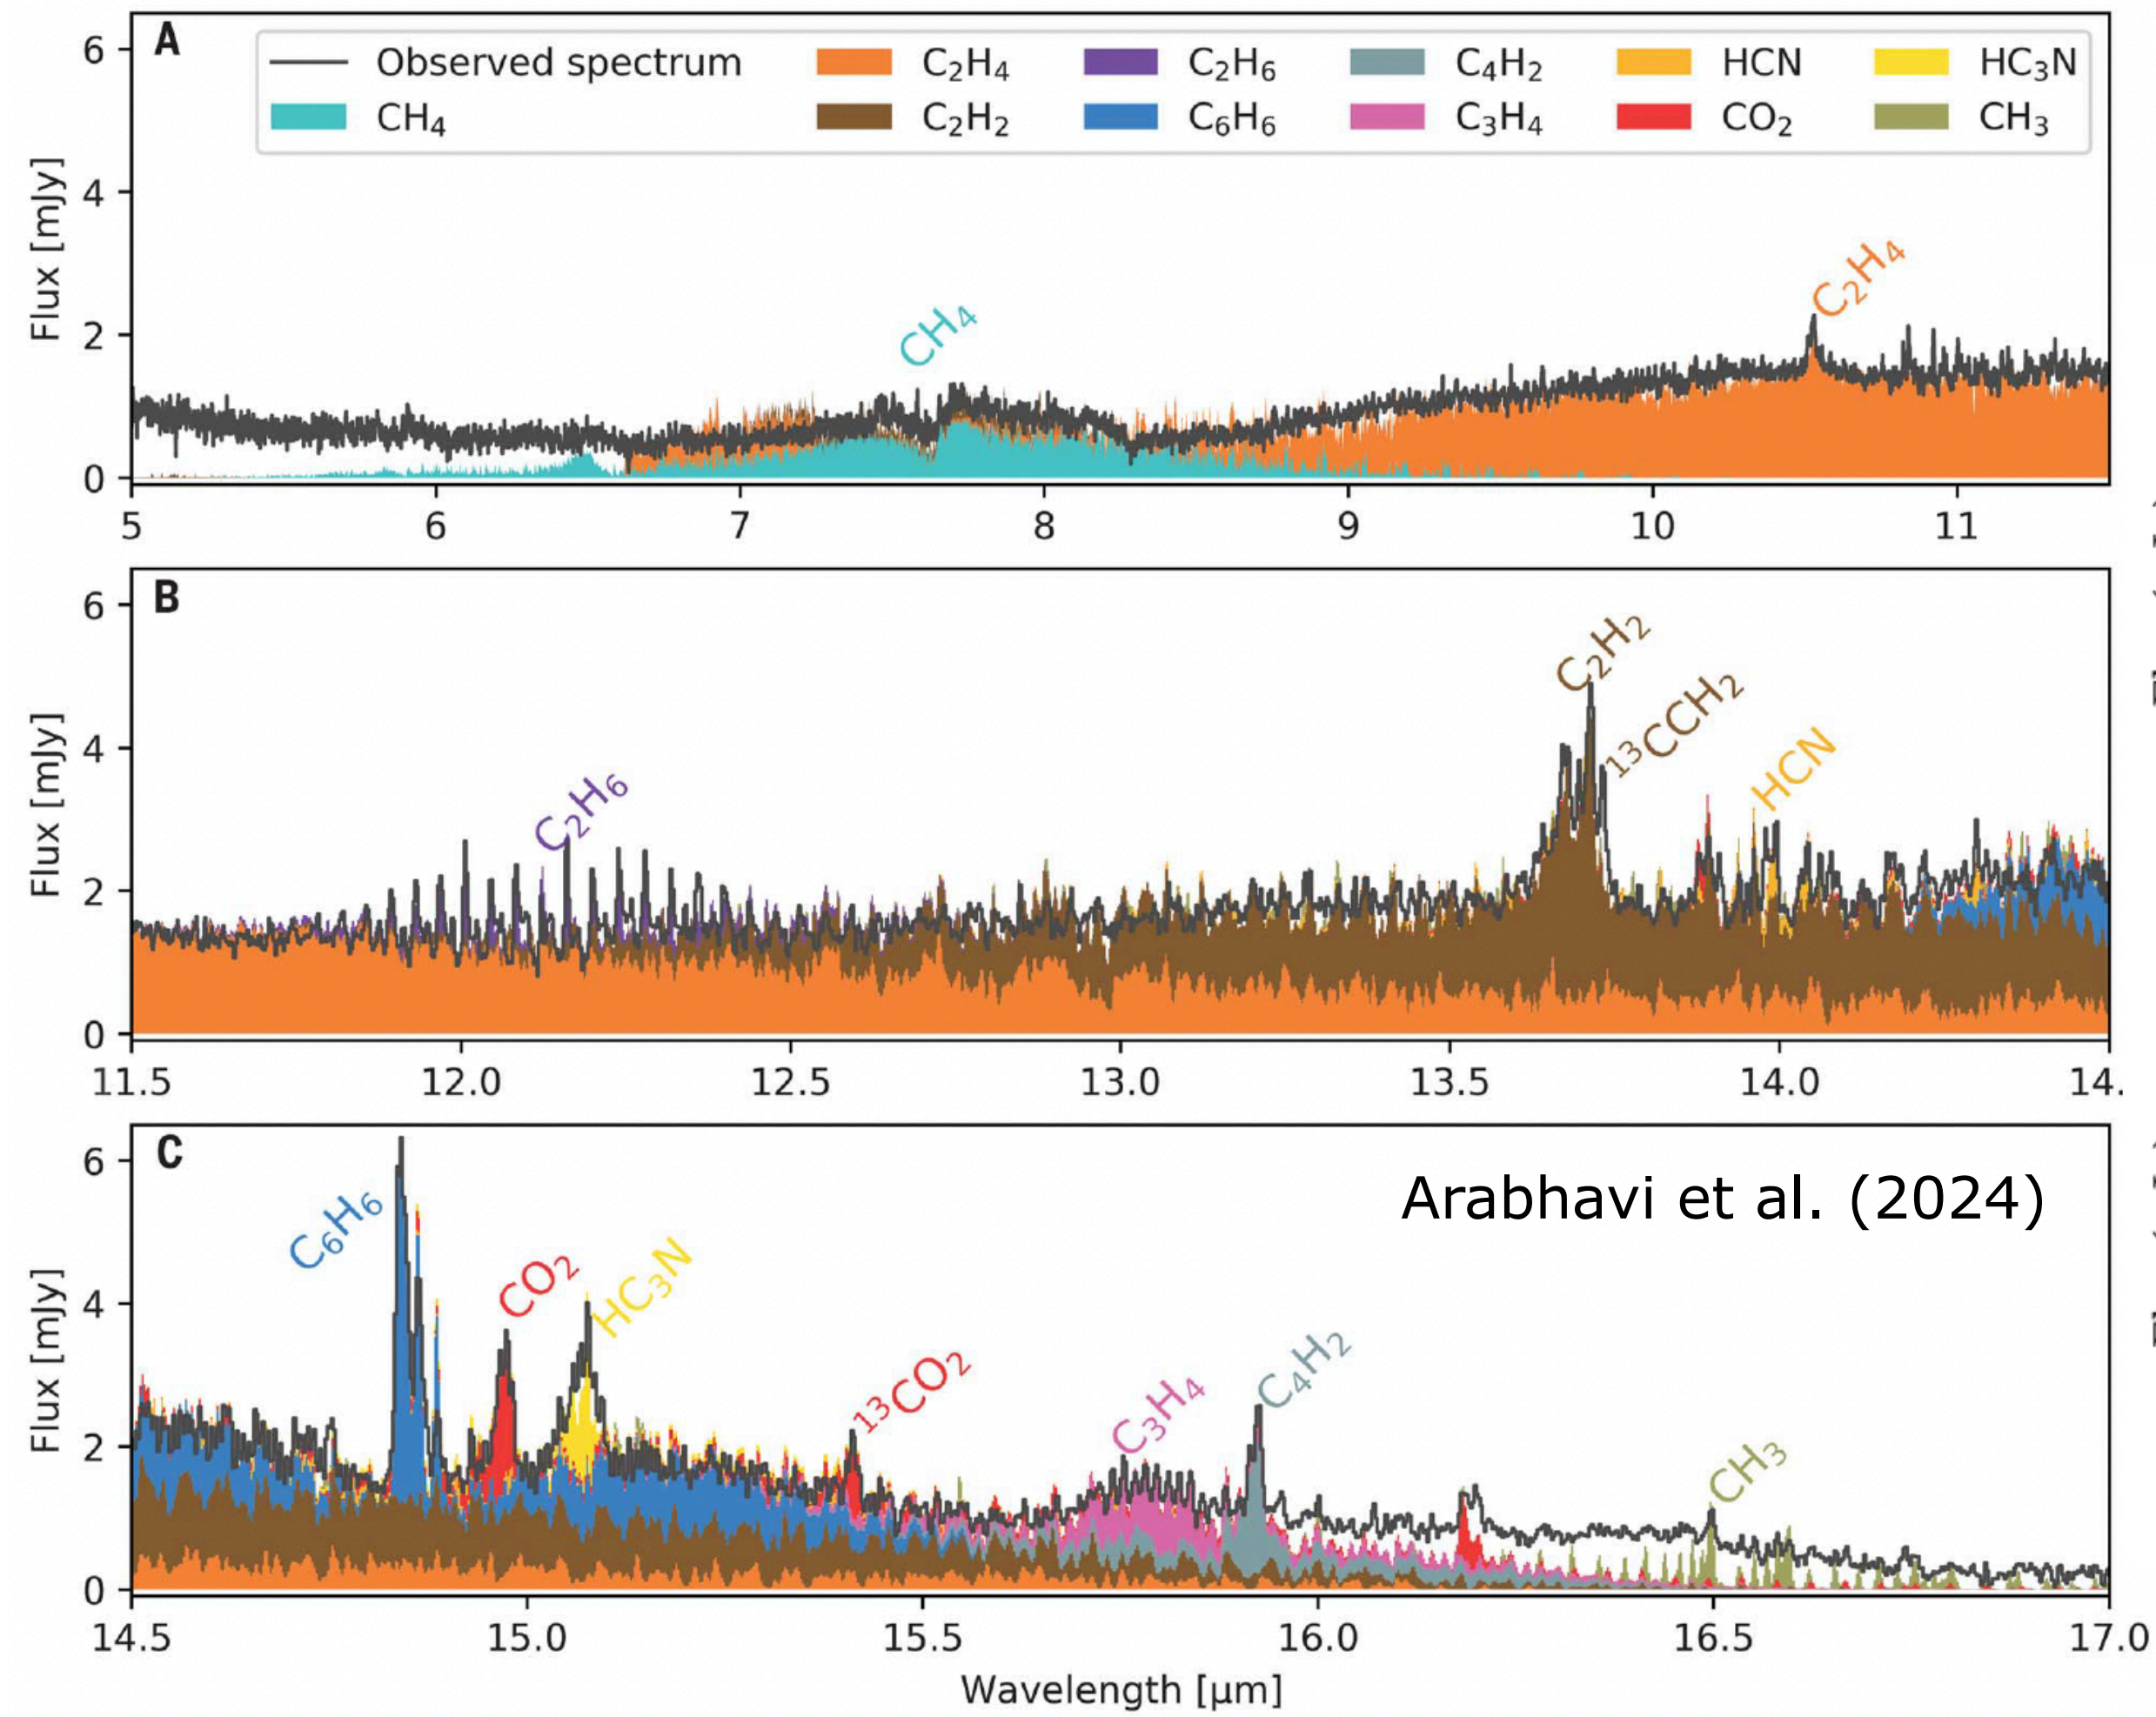 A
Observed spectrum C₂H₄ C₂H₆ C₄H₂ HCN HC₃N
CH₄ C₂H₂ C₆H₆ C₃H₄ CO₂ CH₃
Flux [mJy]
6
4
2
0
CH₄
C₂H₄
5 6 7 8 9 10 11
B
Flux [mJy]
6
4
2
0
C₂H₆
C₂H₂
¹³CCH₂
HCN
11.5 12.0 12.5 13.0 13.5 14.0 14.
C
Arabhavi et al. (2024)
Flux [mJy]
6
4
2
0
C₆H₆
CO₂
HC₃N
¹³CO₂
C₃H₄
C₄H₂
CH₃
14.5 15.0 15.5 16.0 16.5 17.0
Wavelength [μm]